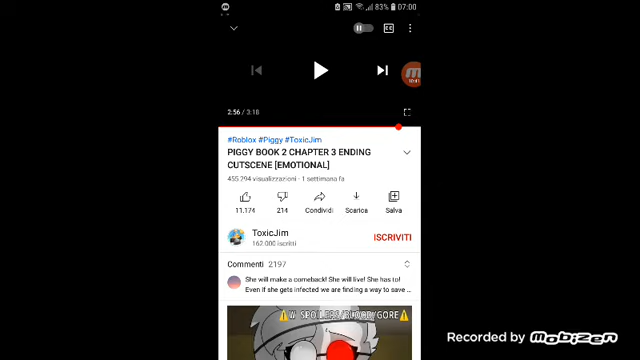 83% 07:00
10:41
2:56 / 3:18
#Roblox #Piggy #ToxicJim
PIGGY BOOK 2 CHAPTER 3 ENDING
CUTSCENE [EMOTIONAL]
455.294 visualizzazioni · 1 settimana fa
11.174 214 Condividi Scarica Salva
ToxicJim ISCRIVITI
162.000 iscritti
Commenti 2197
She will make a comeback! She will live! She has to!
Even if she gets infected we are finding a way to save ...
SPOILERS/BLOOD/GORE
Recorded by mobizen